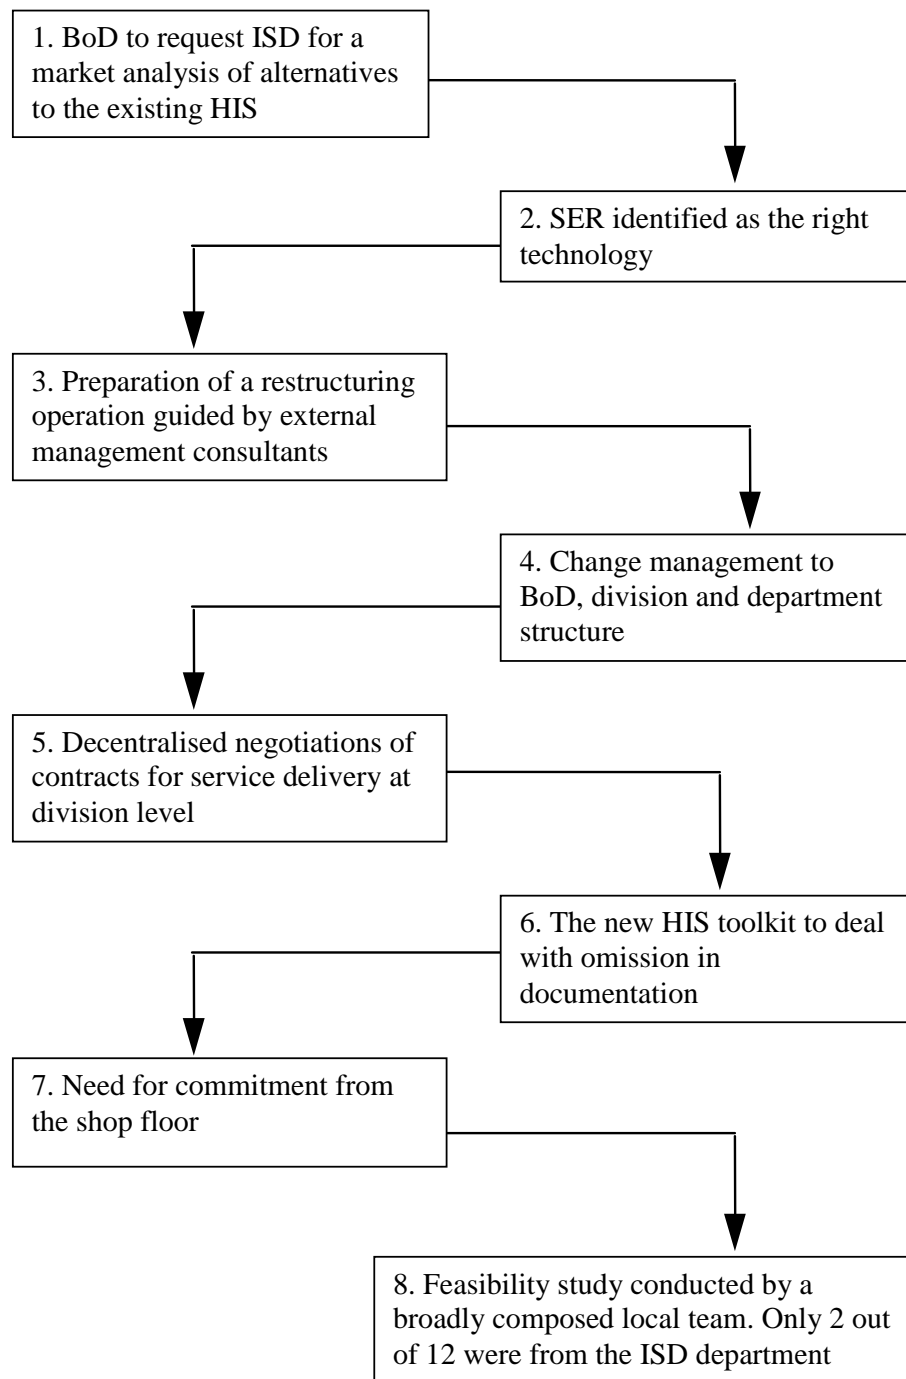 1. BoD to request ISD for a
market analysis of alternatives
to the existing HIS
2. SER identified as the right
technology
3. Preparation of a restructuring
operation guided by external
management consultants
4. Change management to
BoD, division and department
structure
5. Decentralised negotiations of
contracts for service delivery at
division level
6. The new HIS toolkit to deal
with omission in
documentation
7. Need for commitment from
the shop floor
8. Feasibility study conducted by a
broadly composed local team. Only 2 out
of 12 were from the ISD department